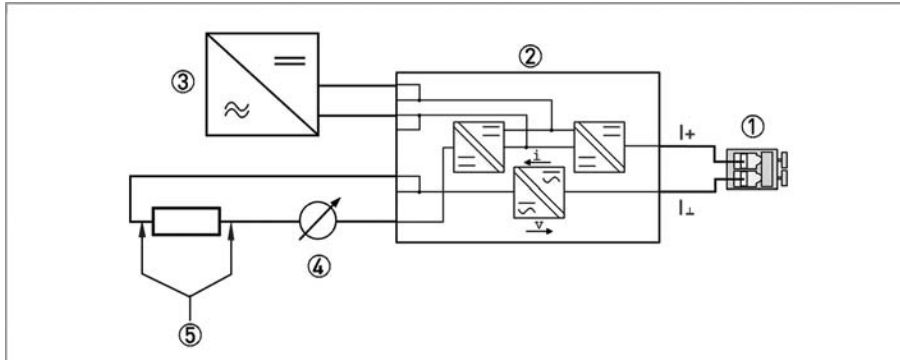 ②
③
I+
①
i
v
I⊥
④
⑤